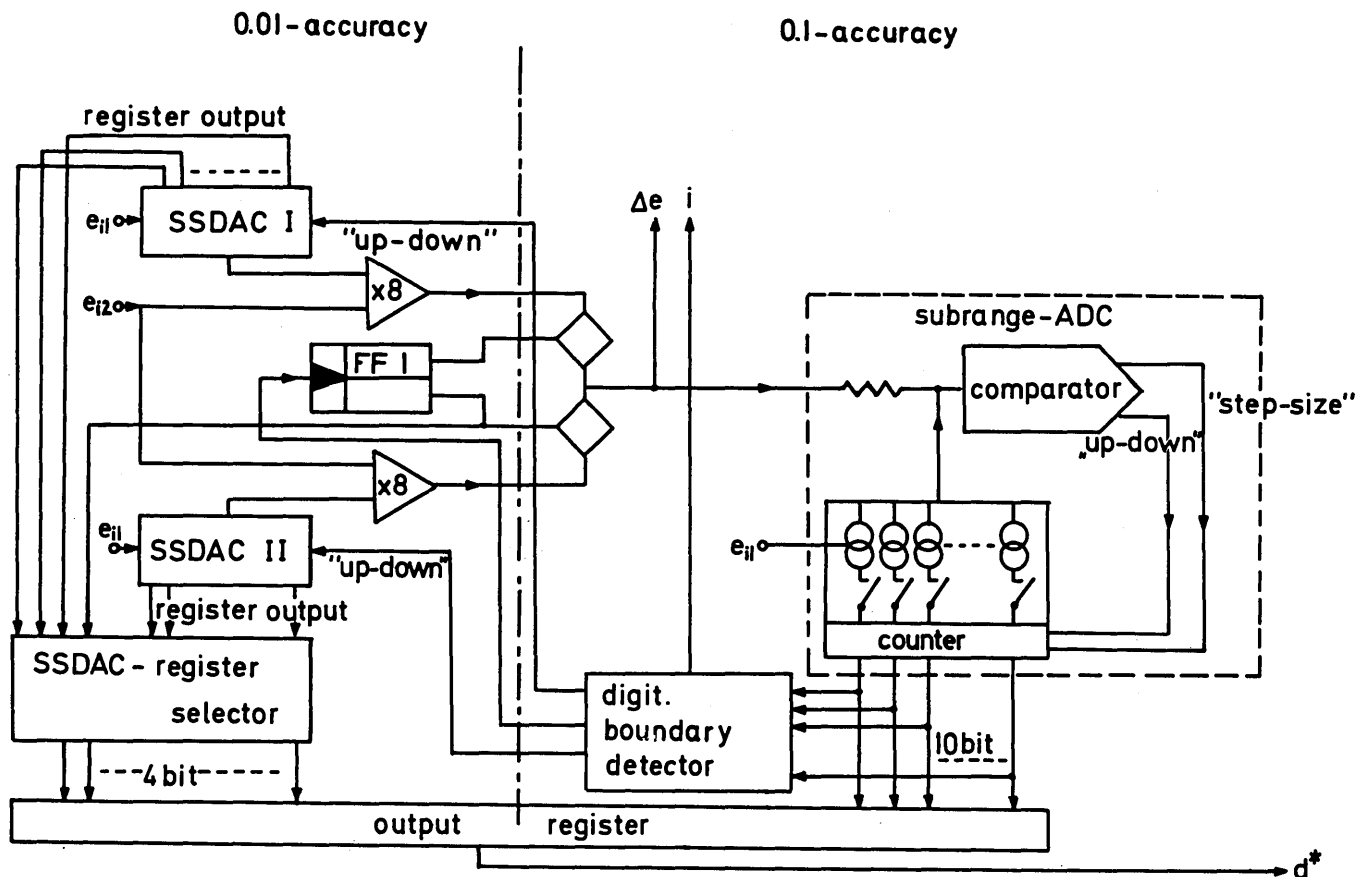 0.01-accuracy
0.1-accuracy
register output
e_i1
SSDAC I
"up-down"
Δe
i
x8
e_i2
subrange-ADC
FF I
comparator
"step-size"
"up-down"
x8
e_i1
SSDAC II
"up-down"
e_i1
register output
counter
SSDAC-register
selector
digit.
boundary
detector
10bit
4bit
output register
d*